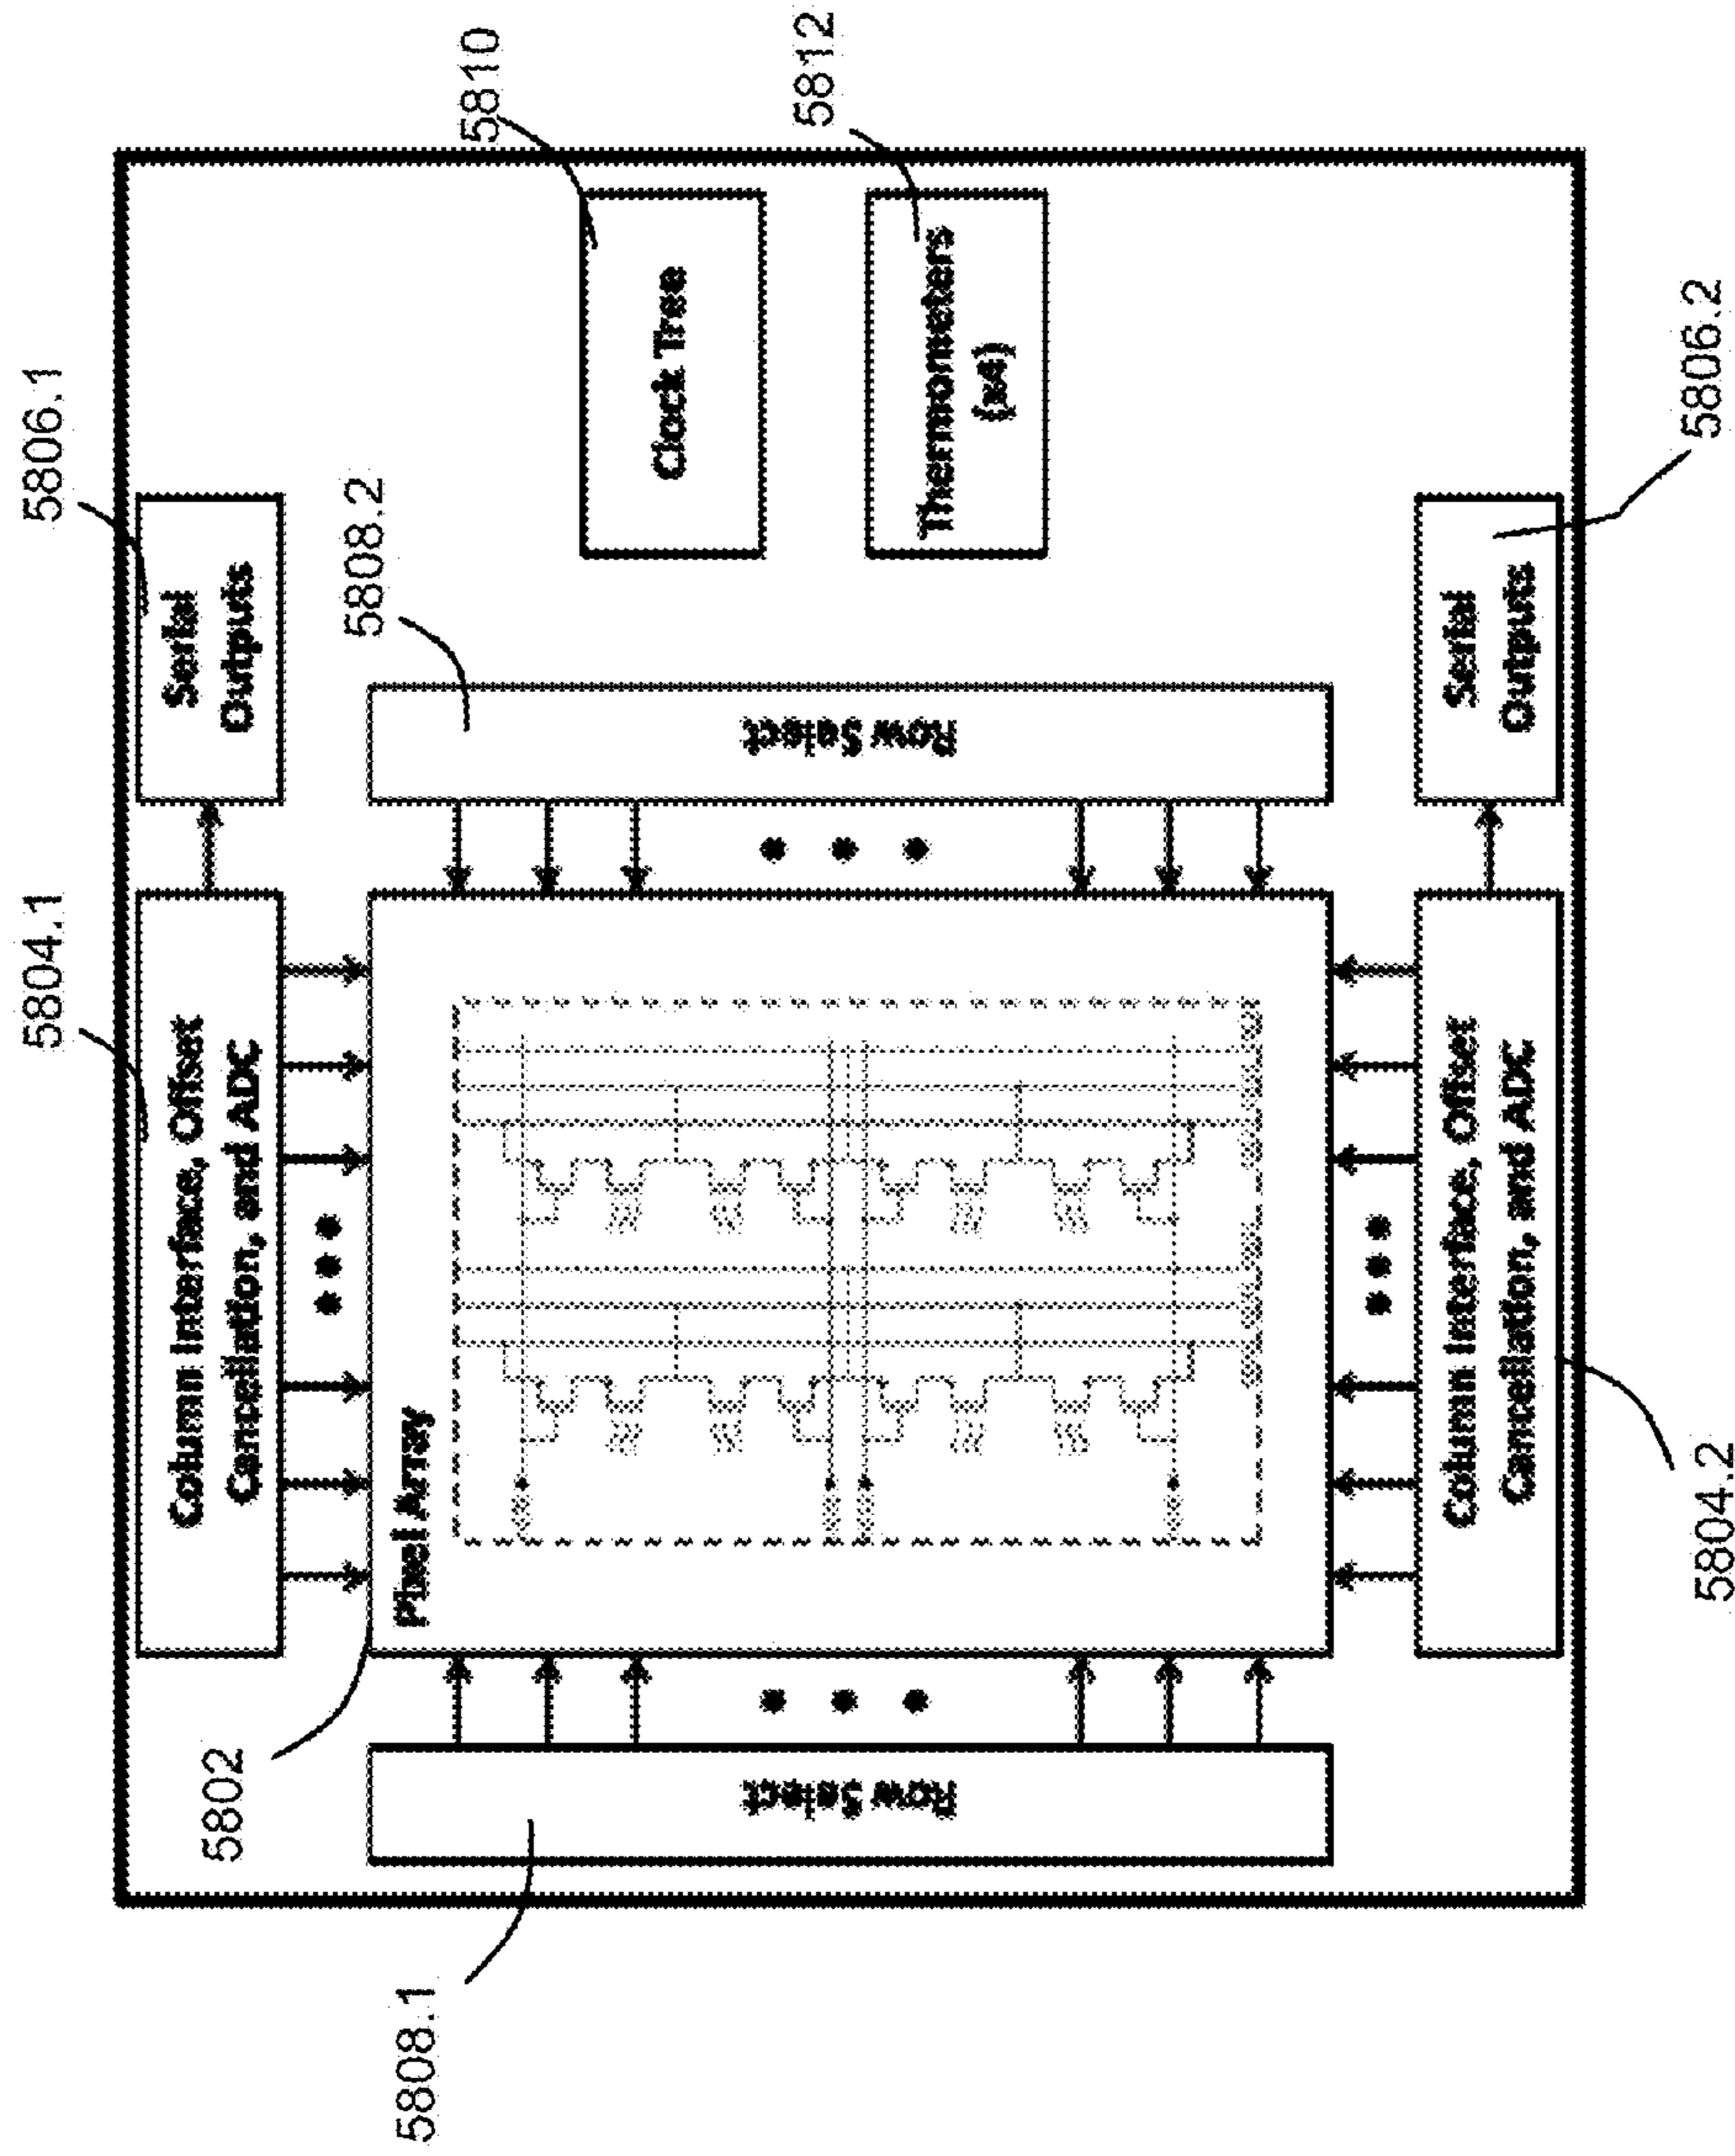 5804.1
5806.1
Column Interface, Offset
Cancellation, and ADC
Serial
Outputs
5802
5808.2
5810
Pixel Array
Row Select
Row Select
Clock Tree
5808.1
5812
Thermometers
(x4)
Column Interface, Offset
Cancellation, and ADC
Serial
Outputs
5804.2
5806.2